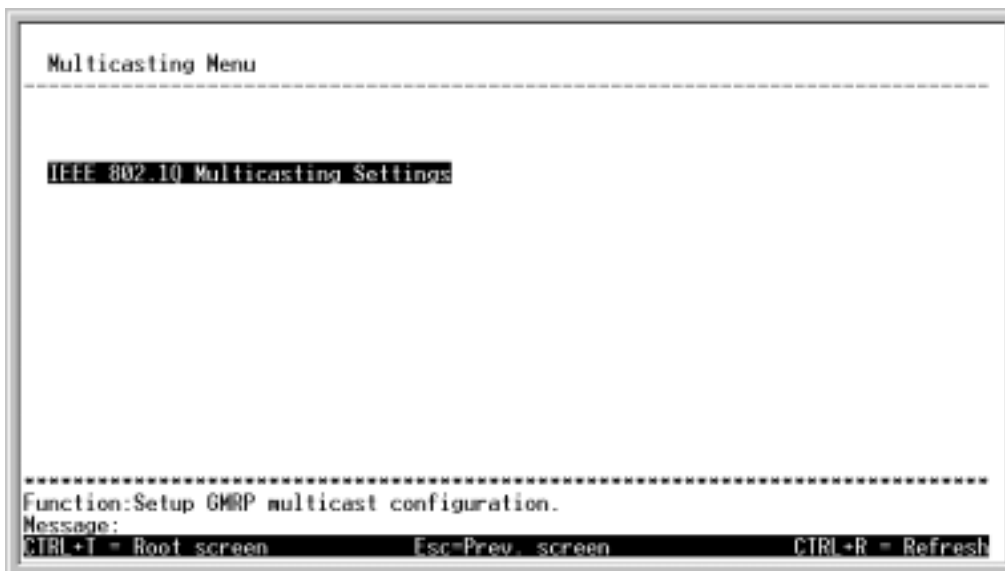 Multicasting Menu
IEEE 802.1Q Multicasting Settings
Function:Setup GMRP multicast configuration.
Message:
CTRL+T = Root screen Esc=Prev. screen CTRL+R = Refresh